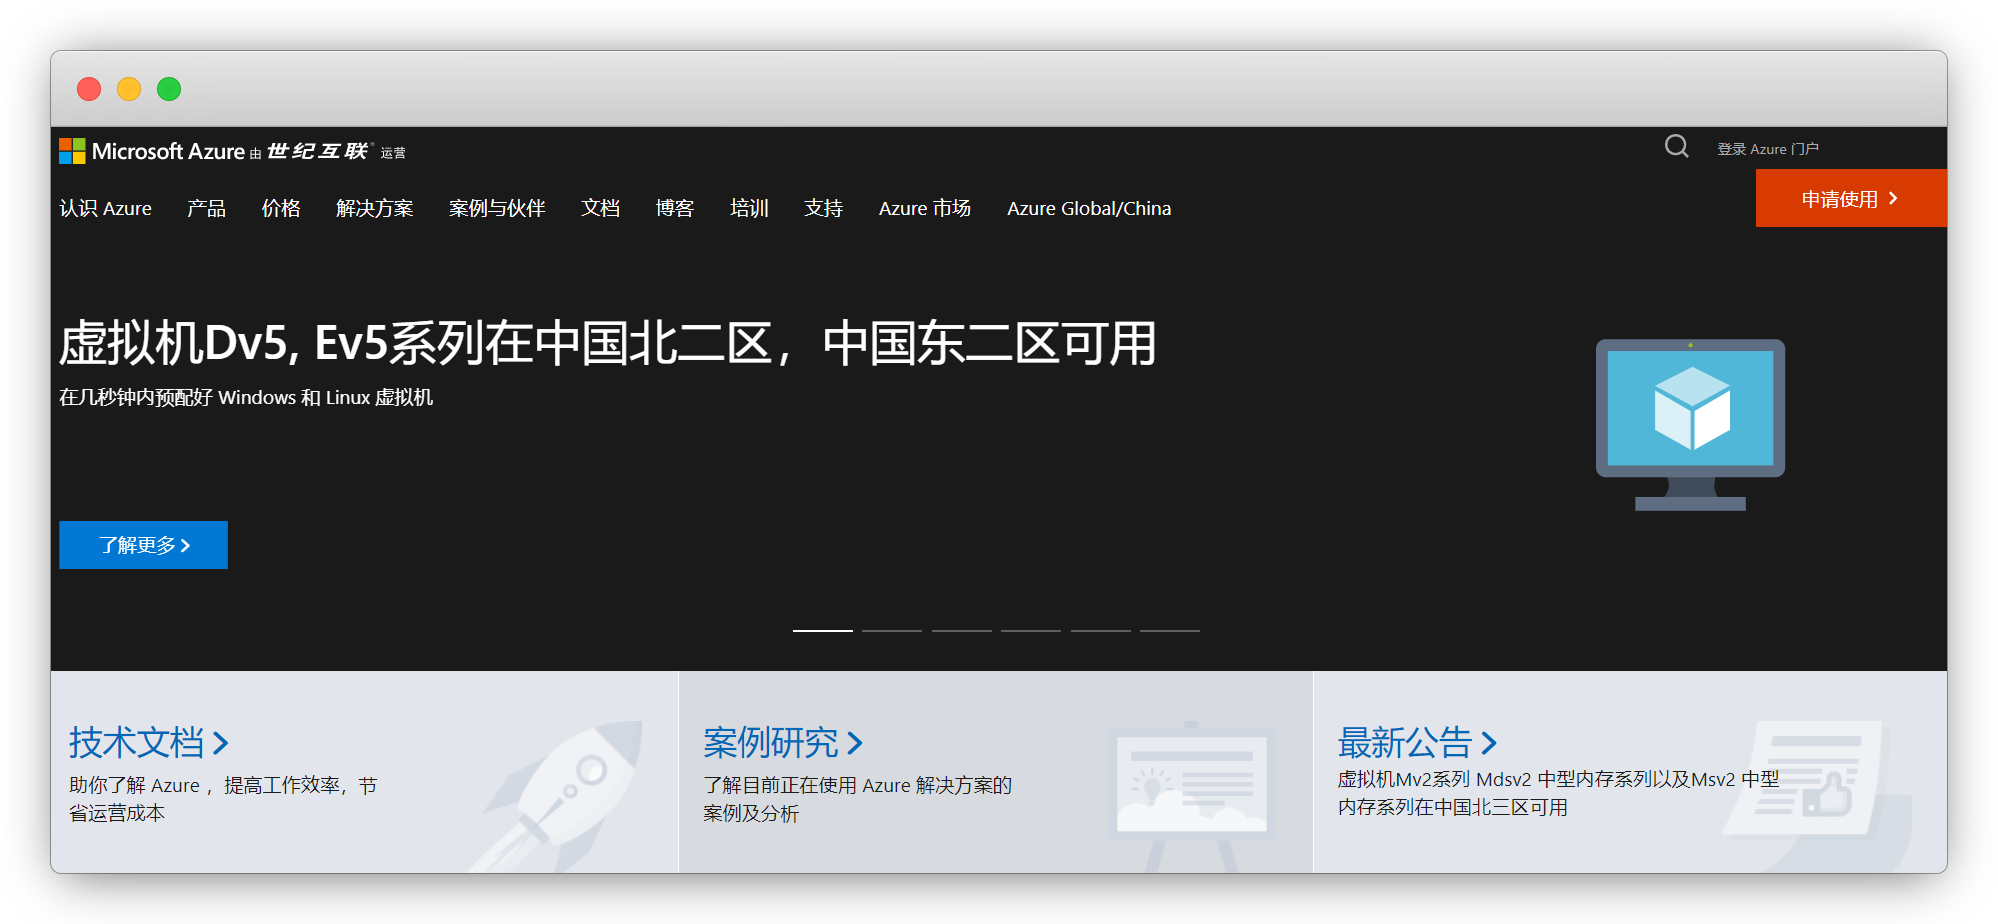 Microsoft Azure 由 世纪互联 运营
登录 Azure 门户
认识 Azure 产品 价格 解决方案 案例与伙伴 文档 博客 培训 支持 Azure 市场 Azure Global/China
申请使用
虚拟机Dv5, Ev5系列在中国北二区，中国东二区可用
在几秒钟内预配好 Windows 和 Linux 虚拟机
了解更多
技术文档
助你了解 Azure ，提高工作效率，节
省运营成本
案例研究
了解目前正在使用 Azure 解决方案的
案例及分析
最新公告
虚拟机Mv2系列 Mdsv2 中型内存系列以及Msv2 中型
内存系列在中国北三区可用